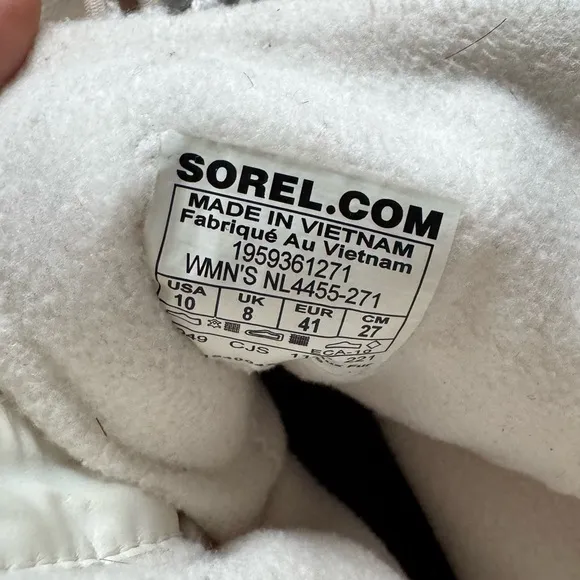 SOREL.COM
MADE IN VIETNAM
Fabriqué Au Vietnam
1959361271
WMN'S NL4455-271
USA UK EUR CM
10 8 41 27
CJS 221